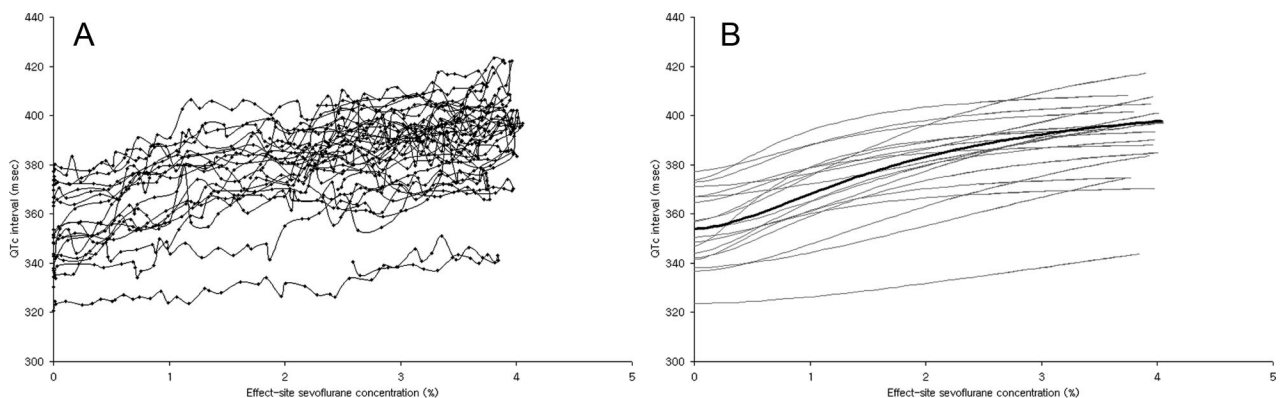 A
440
420
400
380
360
340
320
300
QTc interval (msec)
0 1 2 3 4 5
Effect-site sevoflurane concentration (%)
B
440
420
400
380
360
340
320
300
QTc interval (msec)
0 1 2 3 4 5
Effect-site sevoflurane concentration (%)